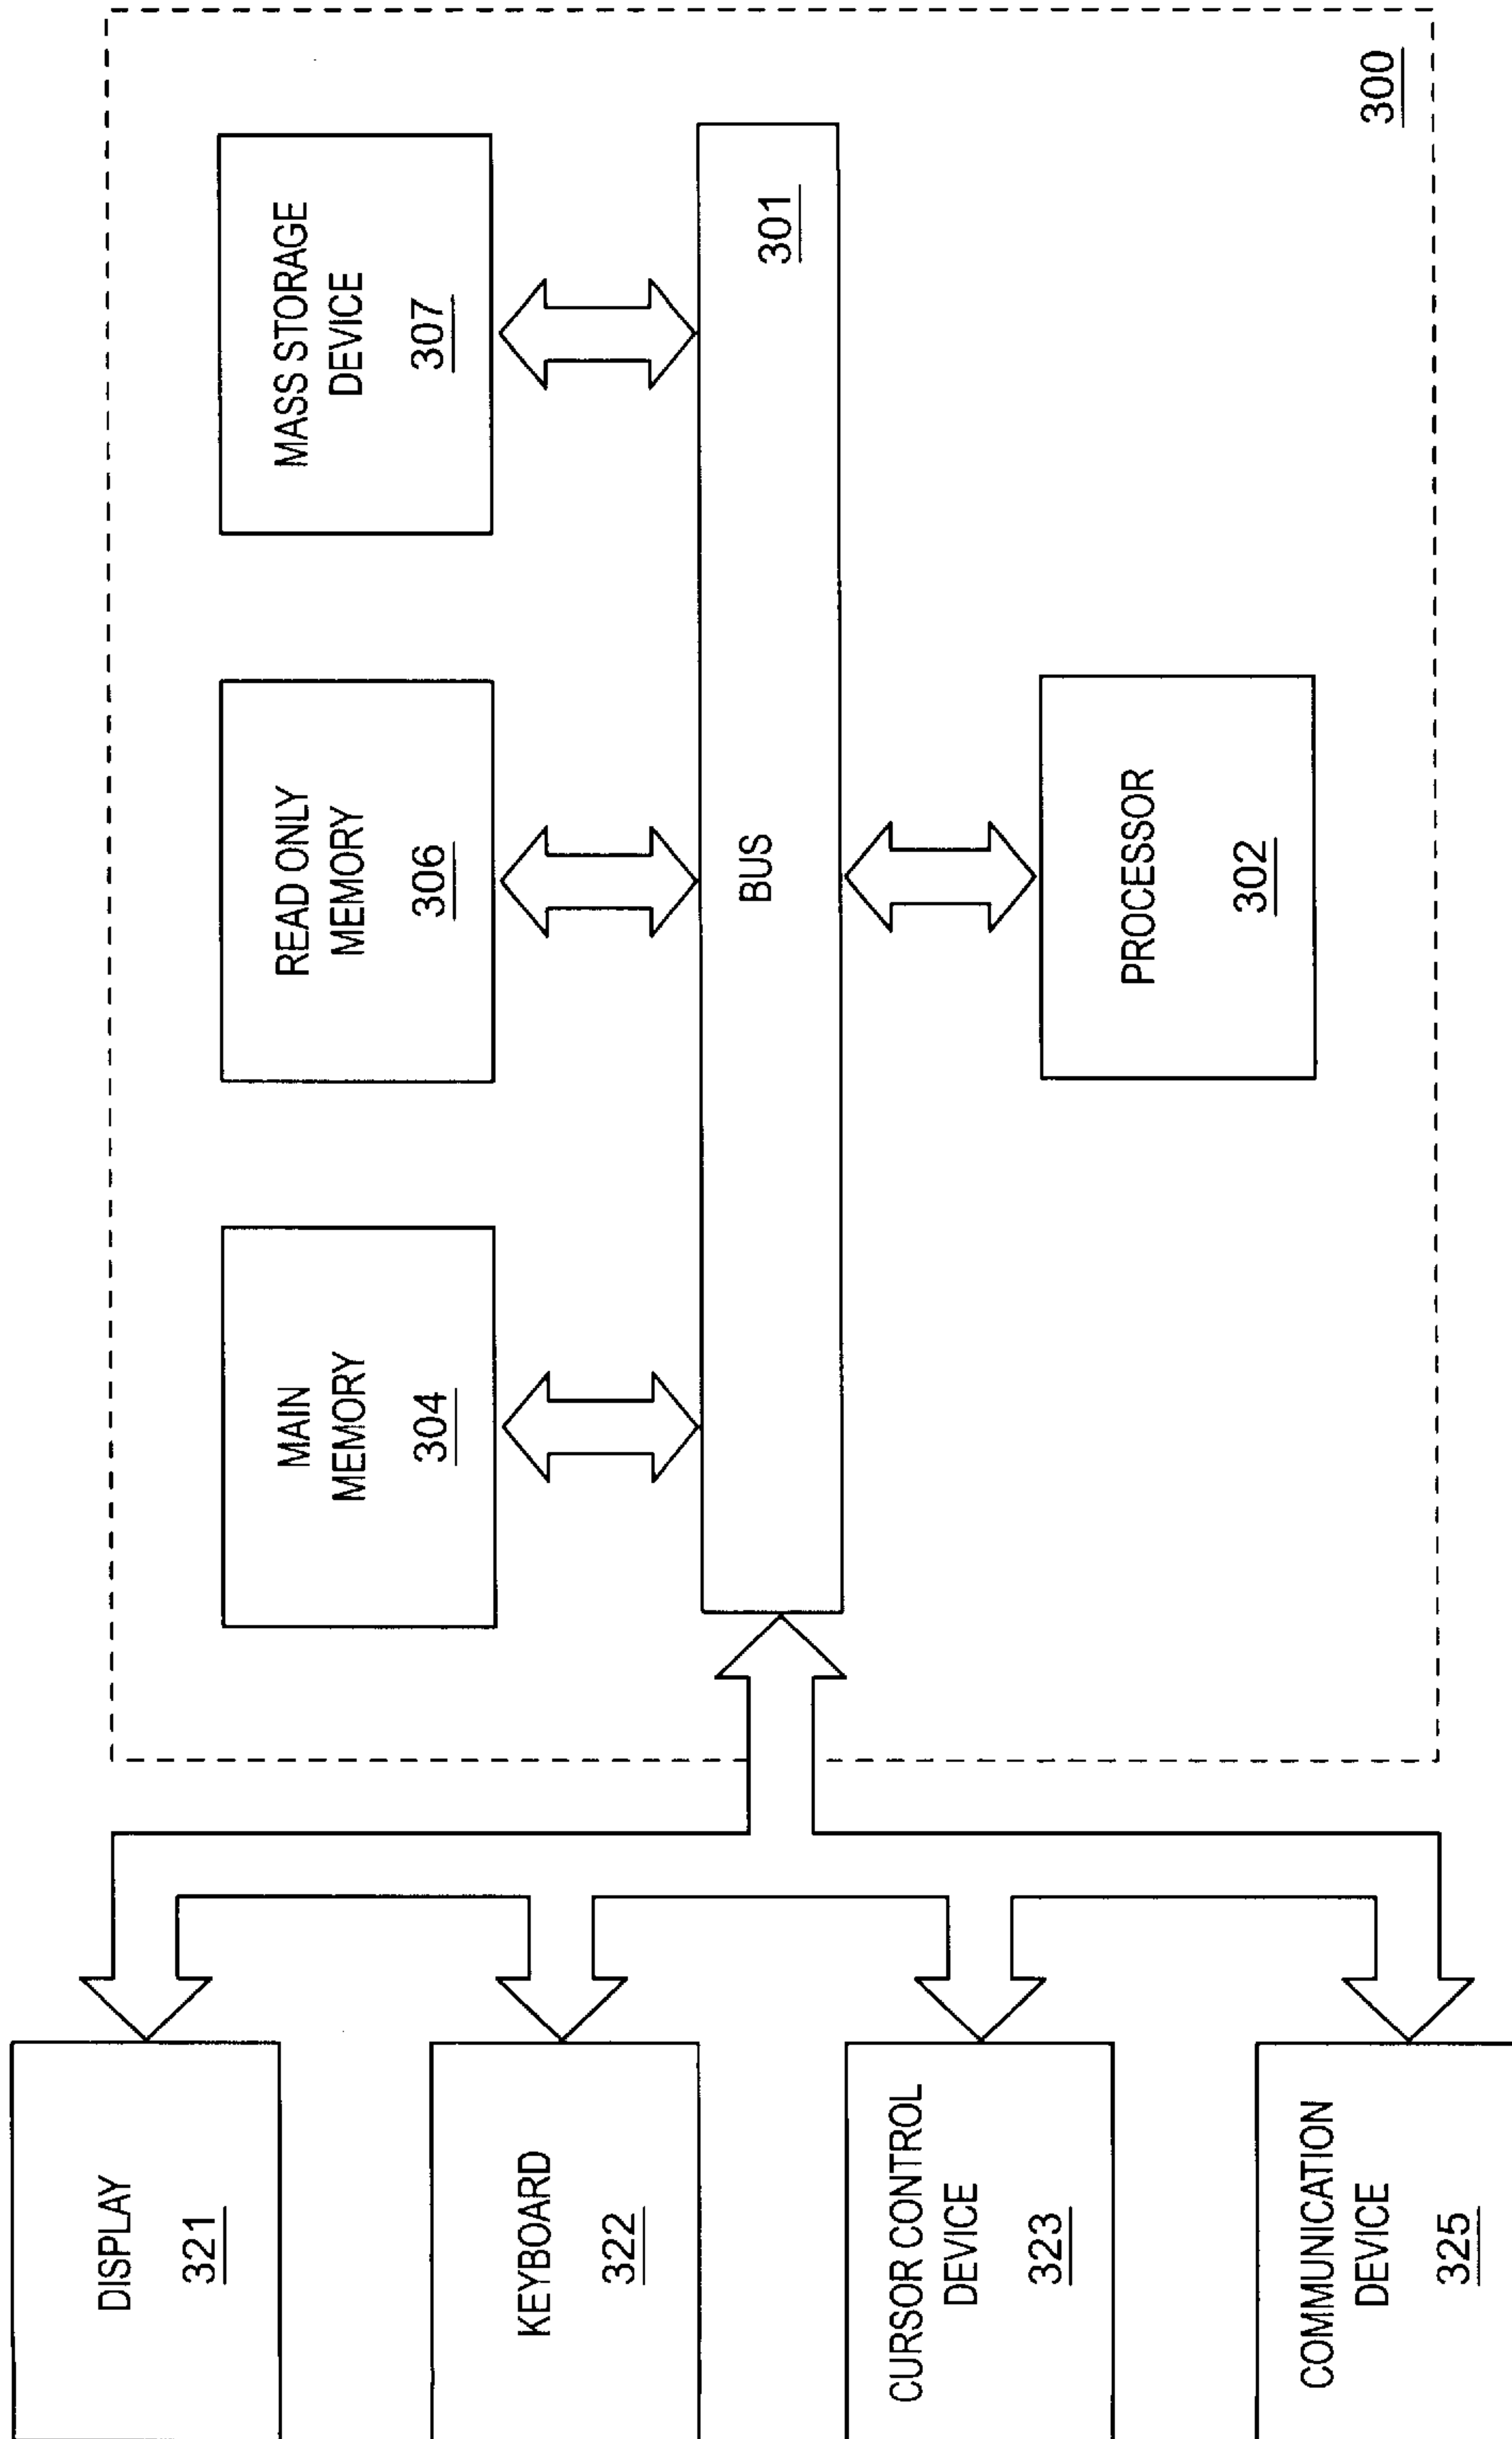 DISPLAY
321
KEYBOARD
322
CURSOR CONTROL
DEVICE
323
COMMUNICATION
DEVICE
325
MAIN
MEMORY
304
READ ONLY
MEMORY
306
MASS STORAGE
DEVICE
307
BUS
301
PROCESSOR
302
300